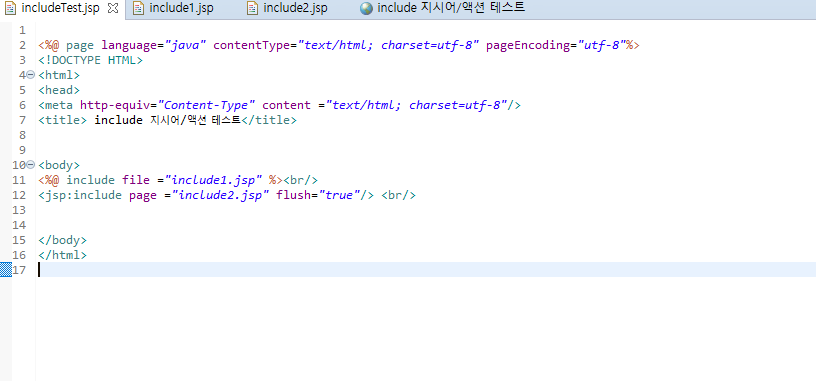 includeTest.jsp include1.jsp include2.jsp include 지시어/액션 테스트
1
2 <%@ page language="java" contentType="text/html; charset=utf-8" pageEncoding="utf-8"%>
3 <!DOCTYPE HTML>
4 <html>
5 <head>
6 <meta http-equiv="Content-Type" content ="text/html; charset=utf-8"/>
7 <title> include 지시어/액션 테스트</title>
8
9
10 <body>
11 <%@ include file ="include1.jsp" %><br/>
12 <jsp:include page ="include2.jsp" flush="true"/> <br/>
13
14
15 </body>
16 </html>
17